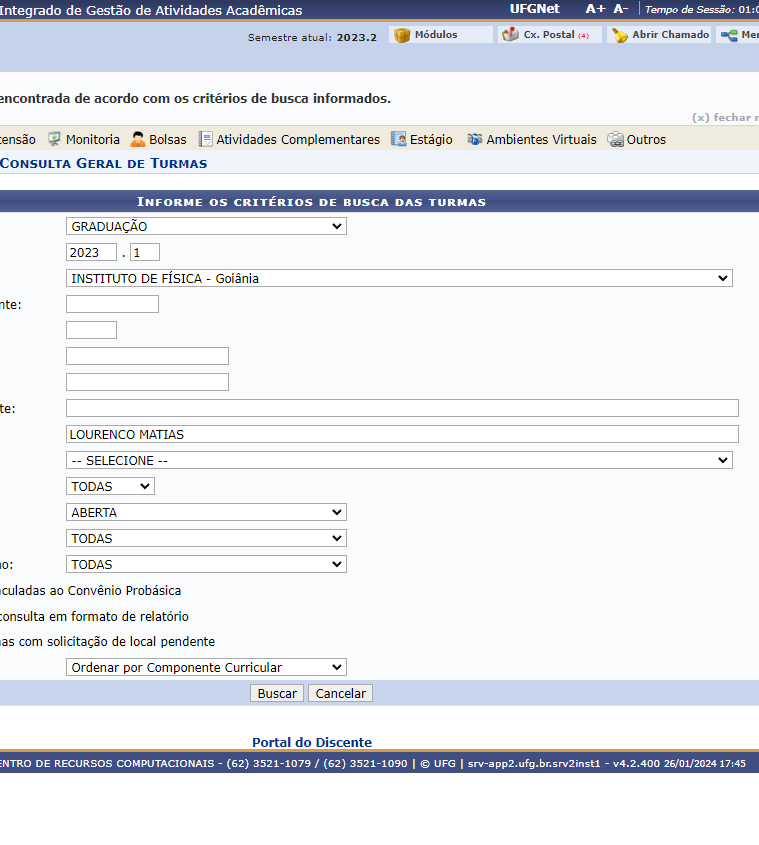 Integrado de Gestão de Atividades Acadêmicas UFGNet A+ A- Tempo de Sessão: 01:0
Semestre atual: 2023.2 Módulos Cx. Postal (4) Abrir Chamado Mer
encontrada de acordo com os critérios de busca informados.
(x) fechar m
tensão Monitoria Bolsas Atividades Complementares Estágio Ambientes Virtuais Outros
Consulta Geral de Turmas
Informe os critérios de busca das turmas
GRADUAÇÃO
2023 . 1
INSTITUTO DE FÍSICA - Goiânia
nte:
te:
LOURENCO MATIAS
-- SELECIONE --
TODAS
ABERTA
TODAS
o: TODAS
culadas ao Convênio Probásica
consulta em formato de relatório
as com solicitação de local pendente
Ordenar por Componente Curricular
Buscar Cancelar
Portal do Discente
ENTRO DE RECURSOS COMPUTACIONAIS - (62) 3521-1079 / (62) 3521-1090 | © UFG | srv-app2.ufg.br.srv2inst1 - v4.2.400 26/01/2024 17:45